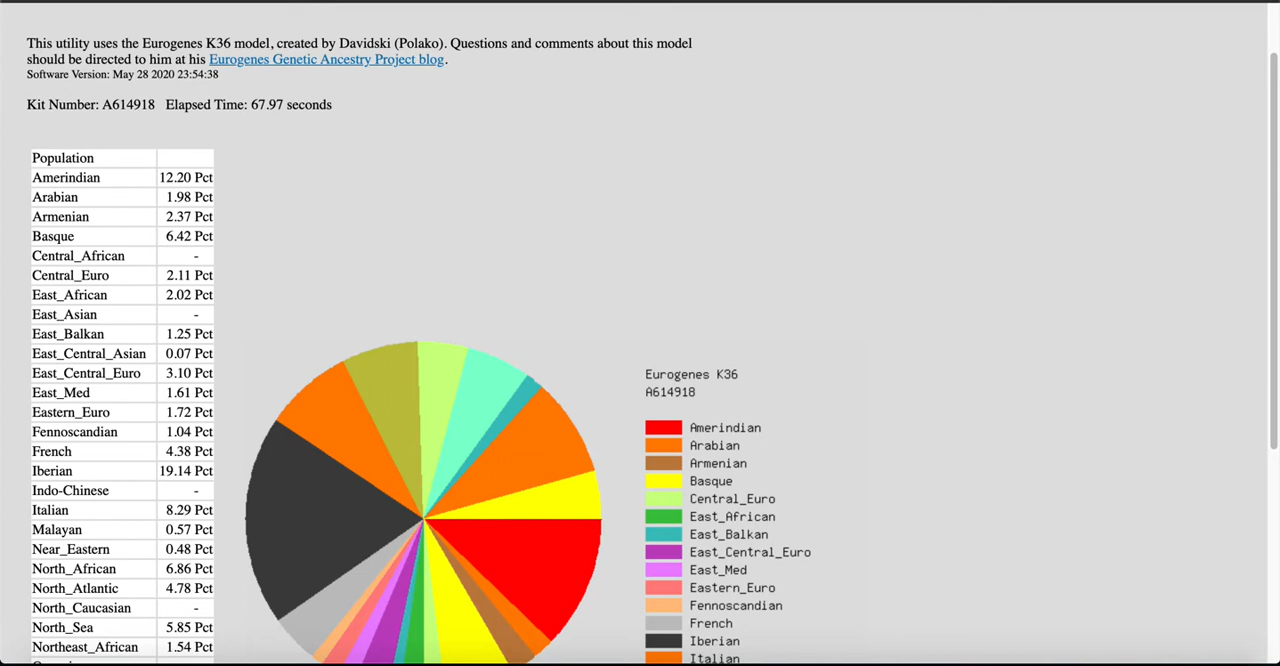 This utility uses the Eurogenes K36 model, created by Davidski (Polako). Questions and comments about this model
should be directed to him at his Eurogenes Genetic Ancestry Project blog.
Software Version: May 28 2020 23:54:38
Kit Number: A614918 Elapsed Time: 67.97 seconds
Population
Amerindian 12.20 Pct
Arabian 1.98 Pct
Armenian 2.37 Pct
Basque 6.42 Pct
Central_African -
Central_Euro 2.11 Pct
East_African 2.02 Pct
East_Asian -
East_Balkan 1.25 Pct
East_Central_Asian 0.07 Pct
East_Central_Euro 3.10 Pct
East_Med 1.61 Pct
Eastern_Euro 1.72 Pct
Fennoscandian 1.04 Pct
French 4.38 Pct
Iberian 19.14 Pct
Indo-Chinese -
Italian 8.29 Pct
Malayan 0.57 Pct
Near_Eastern 0.48 Pct
North_African 6.86 Pct
North_Atlantic 4.78 Pct
North_Caucasian -
North_Sea 5.85 Pct
Northeast_African 1.54 Pct
Eurogenes K36
A614918
Amerindian
Arabian
Armenian
Basque
Central_Euro
East_African
East_Balkan
East_Central_Euro
East_Med
Eastern_Euro
Fennoscandian
French
Iberian
Italian